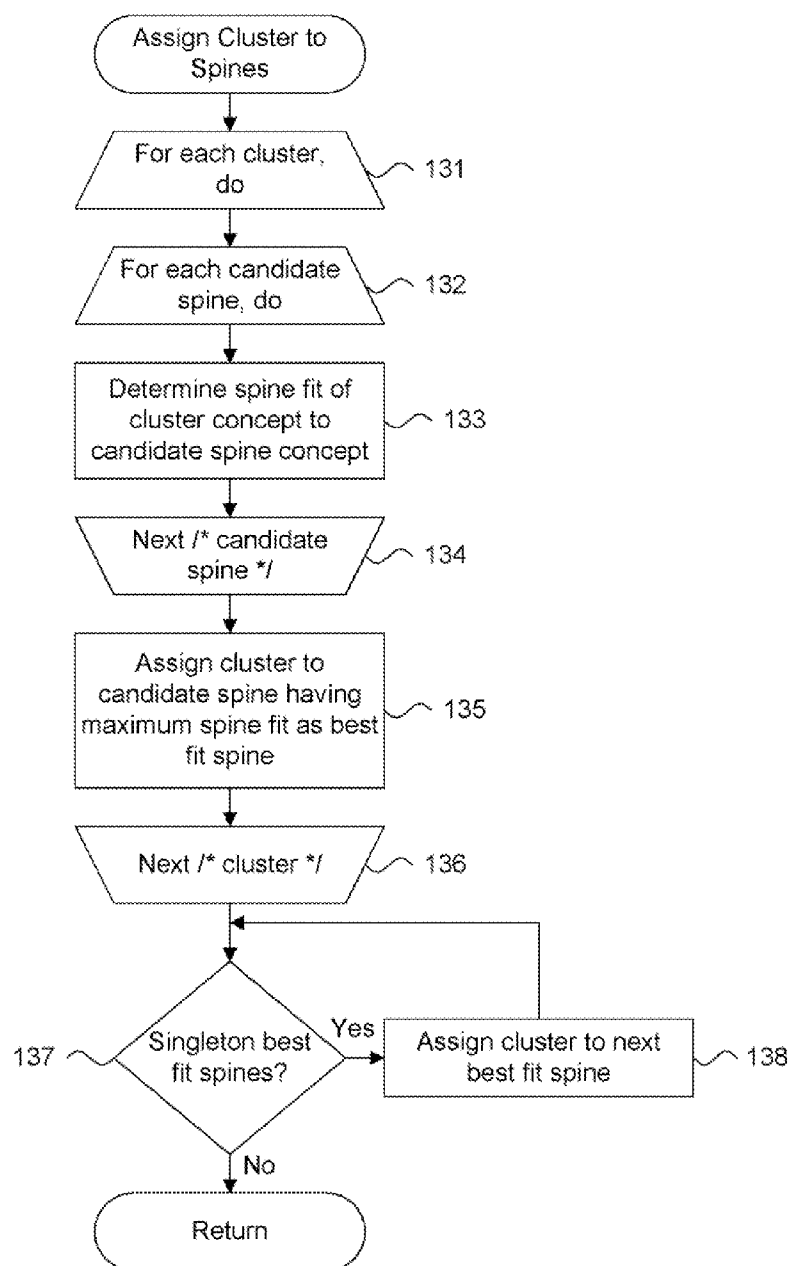 Assign Cluster to
Spines
For each cluster,
do
131
For each candidate
spine, do
132
Determine spine fit of
cluster concept to
candidate spine concept
133
Next /* candidate
spine */
134
Assign cluster to
candidate spine having
maximum spine fit as best
fit spine
135
Next /* cluster */
136
137
Singleton best
fit spines?
Yes
Assign cluster to next
best fit spine
138
No
Return